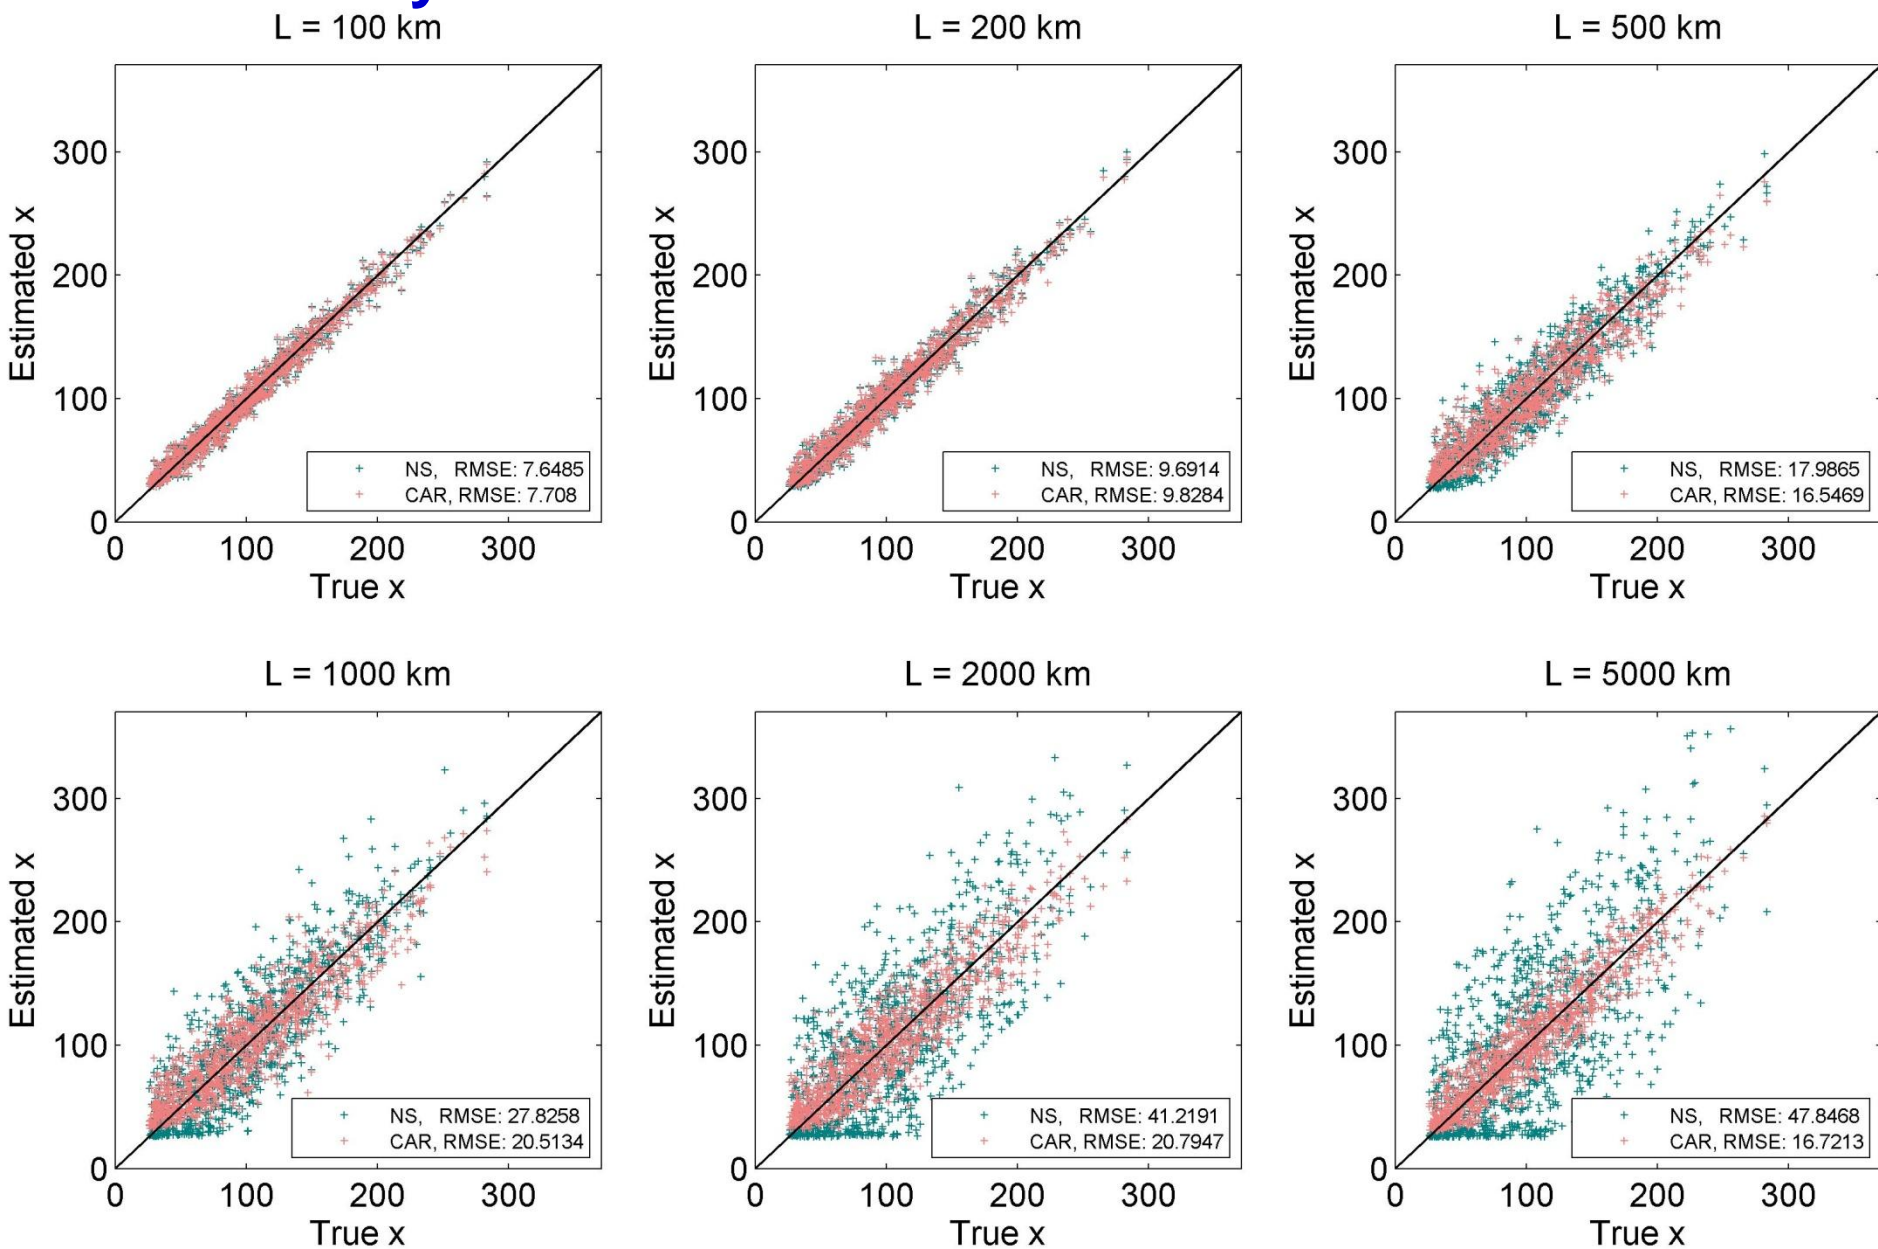 y
L = 100 km
300
200
100
0
Estimated x
NS, RMSE: 7.6485
CAR, RMSE: 7.708
0 100 200 300
True x
L = 200 km
300
200
100
0
Estimated x
NS, RMSE: 9.6914
CAR, RMSE: 9.8284
0 100 200 300
True x
L = 500 km
300
200
100
0
Estimated x
NS, RMSE: 17.9865
CAR, RMSE: 16.5469
0 100 200 300
True x
L = 1000 km
300
200
100
0
Estimated x
NS, RMSE: 27.8258
CAR, RMSE: 20.5134
0 100 200 300
True x
L = 2000 km
300
200
100
0
Estimated x
NS, RMSE: 41.2191
CAR, RMSE: 20.7947
0 100 200 300
True x
L = 5000 km
300
200
100
0
Estimated x
NS, RMSE: 47.8468
CAR, RMSE: 16.7213
0 100 200 300
True x